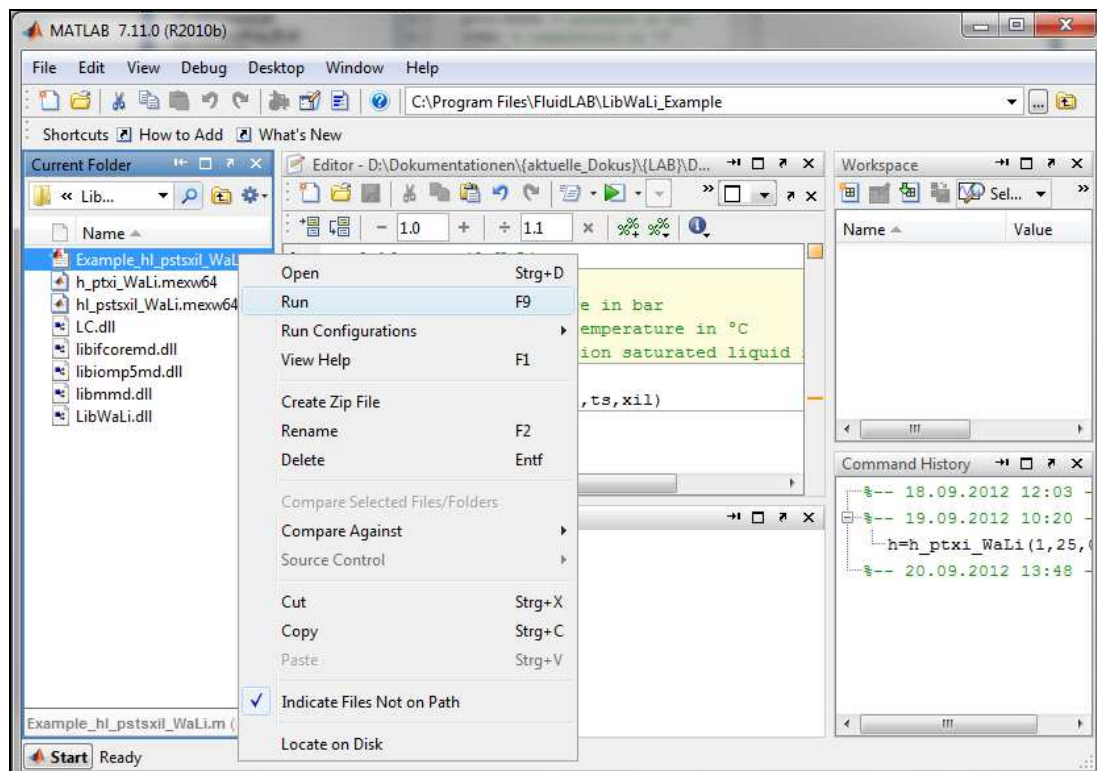 MATLAB 7.11.0 (R2010b)
File Edit View Debug Desktop Window Help
C:\Program Files\FluidLAB\LibWaLi_Example
Shortcuts How to Add What's New
Current Folder
« Lib...
Name
Example_hl_pstsxil_WaL
h_ptxi_WaLi.mexw64
hl_pstsxil_WaLi.mexw64
LC.dll
libifcoremd.dll
libiomp5md.dll
libmmd.dll
LibWaLi.dll
Example_hl_pstsxil_WaLi.m (
Editor - D:\Dokumentationen\{aktuelle_Dokus}\{LAB}\D...
- 1.0 + ÷ 1.1 ×
e in bar
emperature in °C
ion saturated liquid
,ts,xil)
Open Strg+D
Run F9
Run Configurations
View Help F1
Create Zip File
Rename F2
Delete Entf
Compare Selected Files/Folders
Compare Against
Source Control
Cut Strg+X
Copy Strg+C
Paste Strg+V
Indicate Files Not on Path
Locate on Disk
Workspace
Sel...
Name Value
Command History
%-- 18.09.2012 12:03 -
%-- 19.09.2012 10:20 -
h=h_ptxi_WaLi(1,25,
%-- 20.09.2012 13:48 -
Start Ready